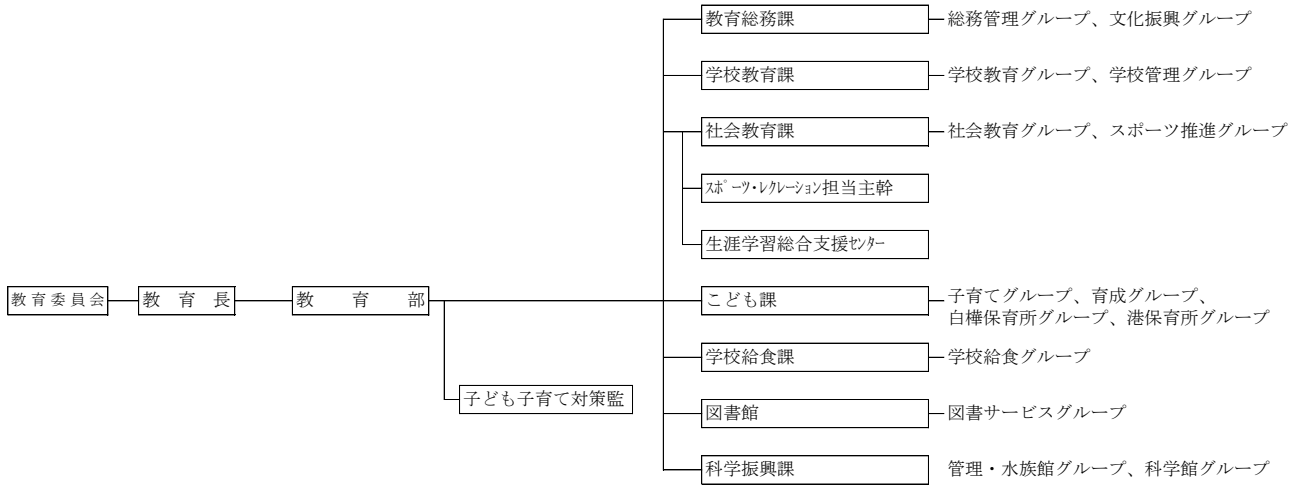 教育総務課 総務管理グループ、文化振興グループ
学校教育課 学校教育グループ、学校管理グループ
社会教育課 社会教育グループ、スポーツ推進グループ
ｽﾎﾟｰﾂ・ﾚｸﾚｰｼｮﾝ担当主幹
生涯学習総合支援ｾﾝﾀｰ
教育委員会 教育長 教育部 こども課 子育てグループ、育成グループ、
白樺保育所グループ、港保育所グループ
学校給食課 学校給食グループ
子ども子育て対策監
図書館 図書サービスグループ
科学振興課 管理・水族館グループ、科学館グループ